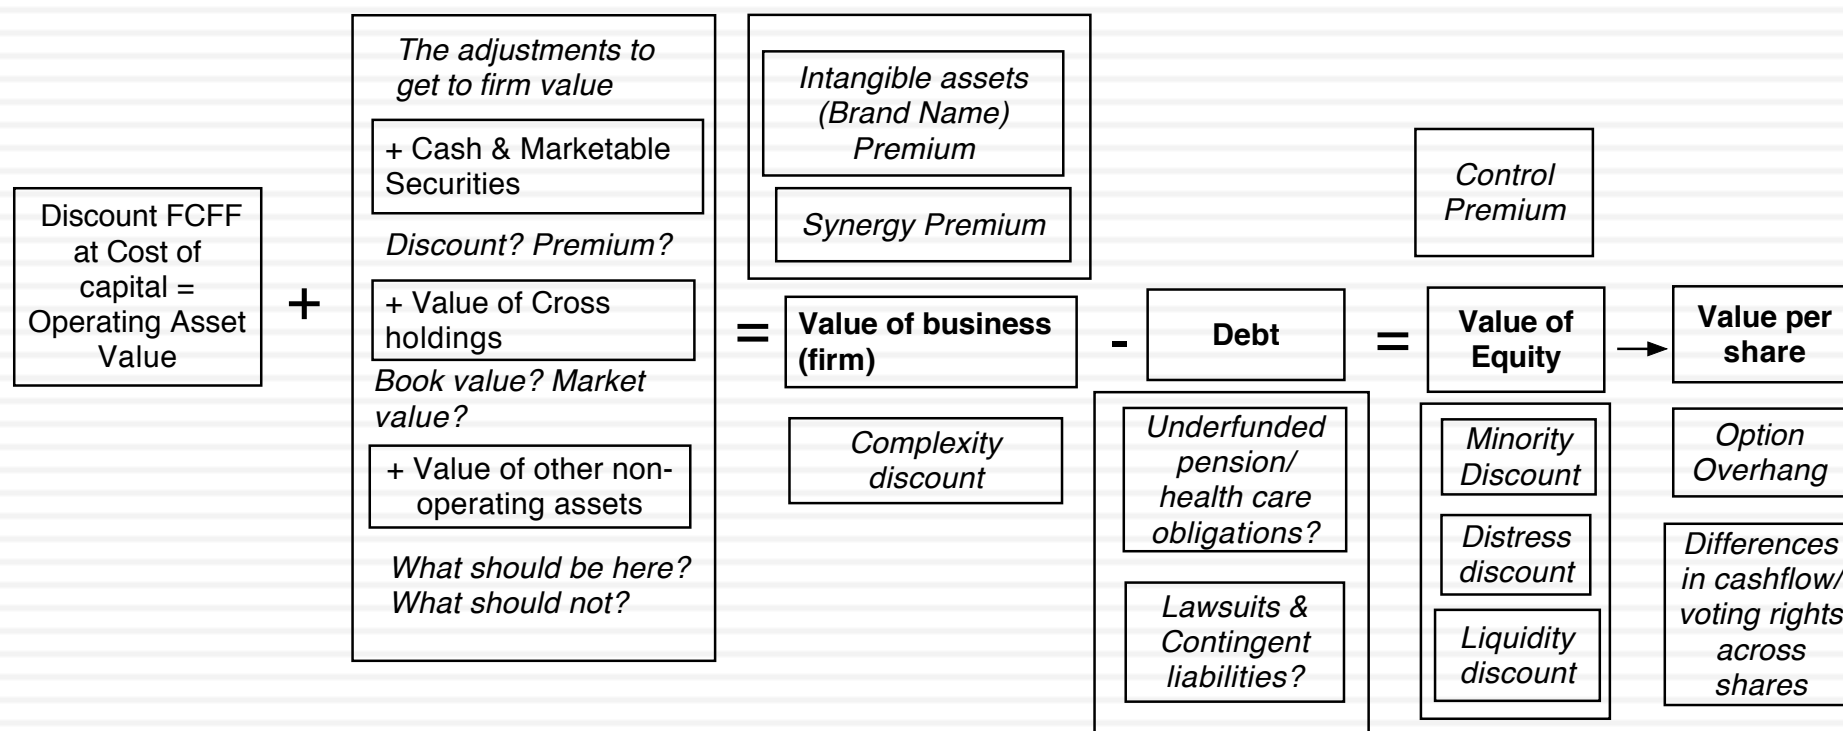 Discount FCFF
at Cost of
capital =
Operating Asset
Value
+
The adjustments to
get to firm value
+ Cash & Marketable
Securities
Discount? Premium?
+ Value of Cross
holdings
Book value? Market
value?
+ Value of other non-
operating assets
What should be here?
What should not?
=
Intangible assets
(Brand Name)
Premium
Synergy Premium
Value of business
(firm)
Complexity
discount
-
Debt
Underfunded
pension/
health care
obligations?
Lawsuits &
Contingent
liabilities?
=
Control
Premium
Value of
Equity
Minority
Discount
Distress
discount
Liquidity
discount
Value per
share
Option
Overhang
Differences
in cashflow/
voting rights
across
shares